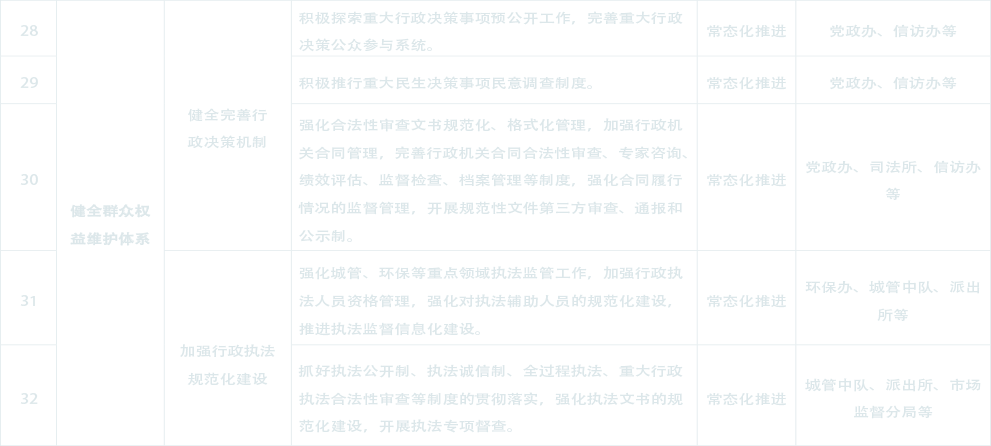 28
健全群众权
益维护体系
健全完善行
政决策机制
积极探索重大行政决策事项预公开工作，完善重大行政
决策公众参与系统。
常态化推进
党政办、信访办等
29
积极推行重大民生决策事项民意调查制度。
常态化推进
党政办、信访办等
30
强化合法性审查文书规范化、格式化管理，加强行政机
关合同管理，完善行政机关合同合法性审查、专家咨询、
绩效评估、监督检查、档案管理等制度，强化合同履行
情况的监督管理，开展规范性文件第三方审查、通报和
公示制。
常态化推进
党政办、司法所、信访办
等
31
加强行政执法
规范化建设
强化城管、环保等重点领域执法监管工作，加强行政执
法人员资格管理，强化对执法辅助人员的规范化建设，
推进执法监督信息化建设。
常态化推进
环保办、城管中队、派出
所等
32
抓好执法公开制、执法诚信制、全过程执法、重大行政
执法合法性审查等制度的贯彻落实，强化执法文书的规
范化建设，开展执法专项督查。
常态化推进
城管中队、派出所、市场
监督分局等